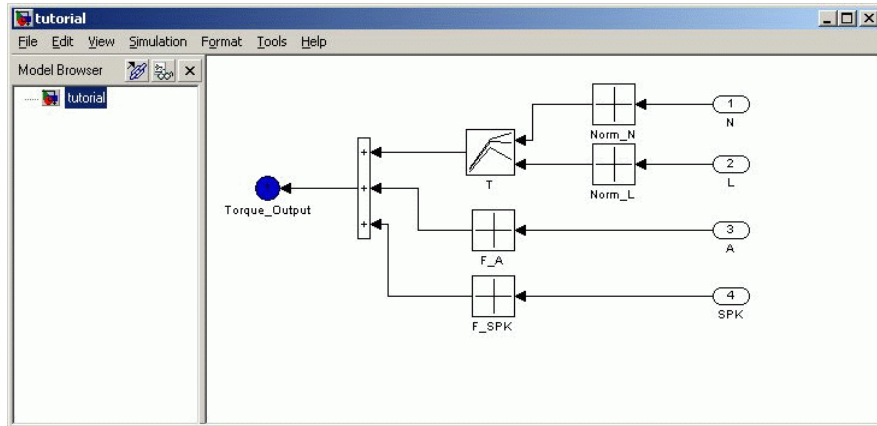 tutorial
File Edit View Simulation Format Tools Help
Model Browser
tutorial
1
N
Norm_N
2
L
Norm_L
T
+
+
+
Torque_Output
3
A
F_A
4
SPK
F_SPK